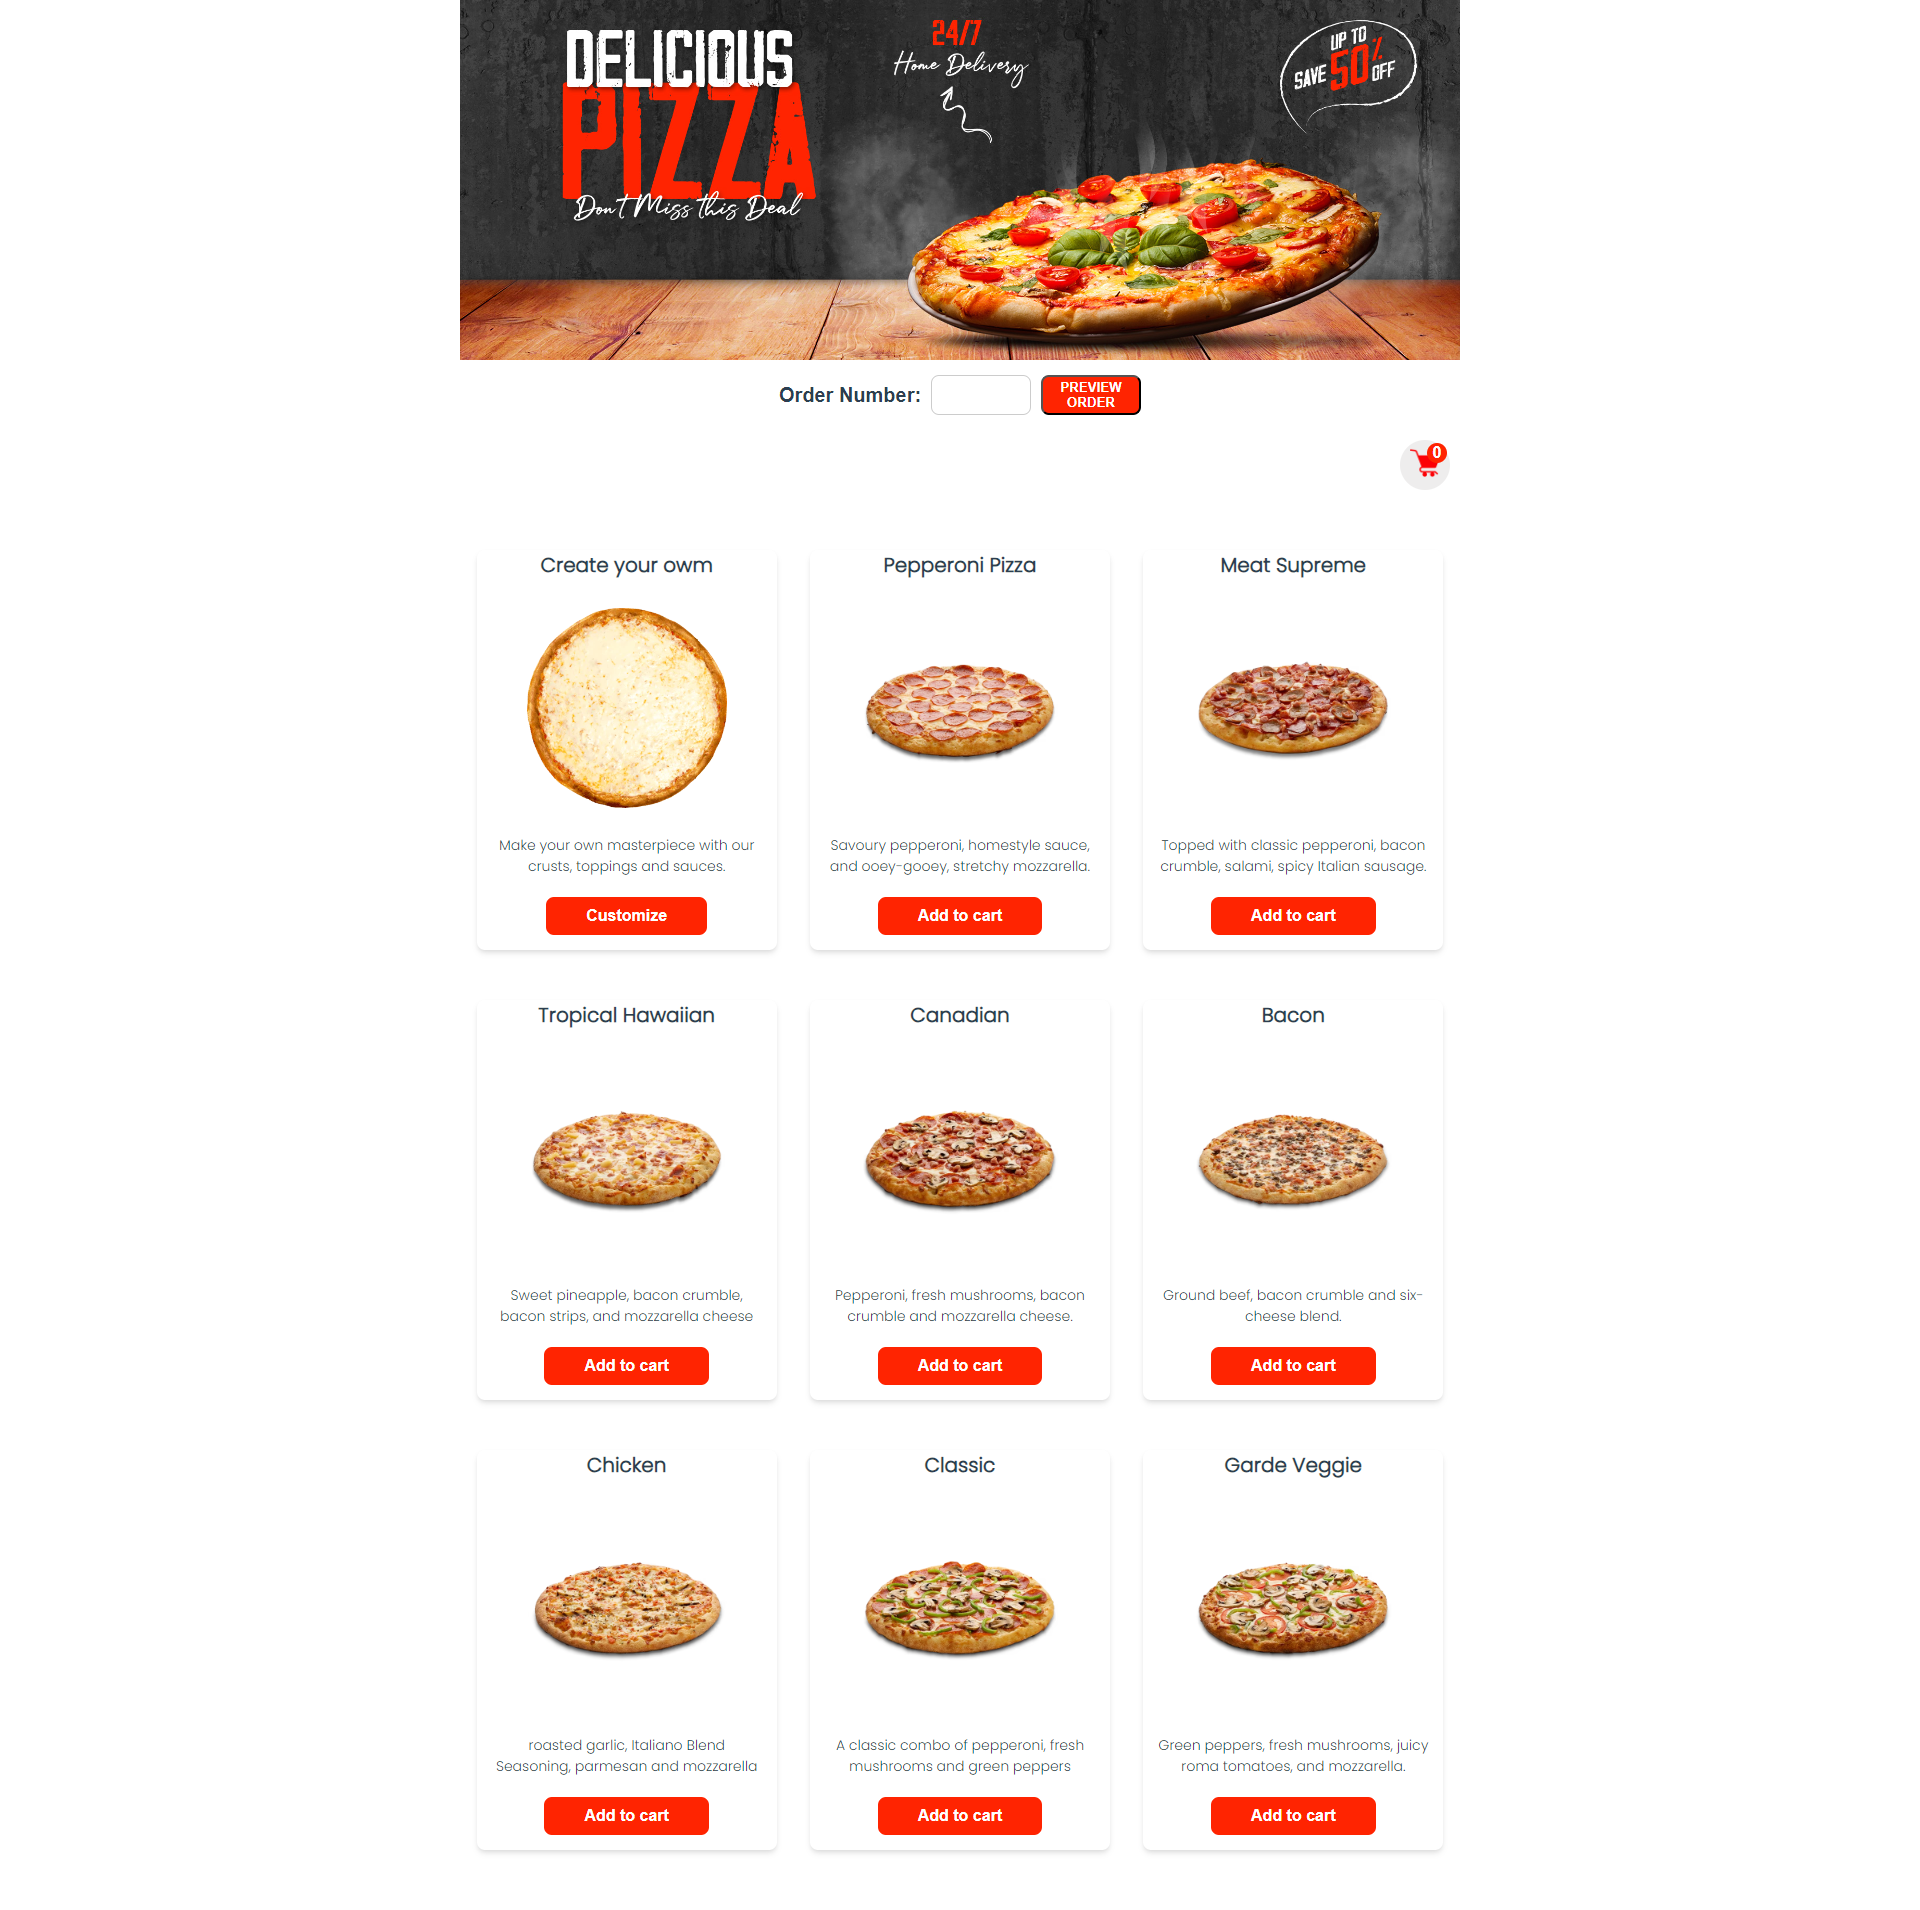 DELICIOUS
PIZZA
Don't Miss this Deal
24/7
Home Delivery
UP TO
SAVE 50% OFF
Order Number:
PREVIEW
ORDER
0
Create your owm
Make your own masterpiece with our
crusts, toppings and sauces.
Customize
Pepperoni Pizza
Savoury pepperoni, homestyle sauce,
and ooey-gooey, stretchy mozzarella.
Add to cart
Meat Supreme
Topped with classic pepperoni, bacon
crumble, salami, spicy Italian sausage.
Add to cart
Tropical Hawaiian
Sweet pineapple, bacon crumble,
bacon strips, and mozzarella cheese
Add to cart
Canadian
Pepperoni, fresh mushrooms, bacon
crumble and mozzarella cheese.
Add to cart
Bacon
Ground beef, bacon crumble and six-
cheese blend.
Add to cart
Chicken
roasted garlic, Italiano Blend
Seasoning, parmesan and mozzarella
Add to cart
Classic
A classic combo of pepperoni, fresh
mushrooms and green peppers
Add to cart
Garde Veggie
Green peppers, fresh mushrooms, juicy
roma tomatoes, and mozzarella.
Add to cart